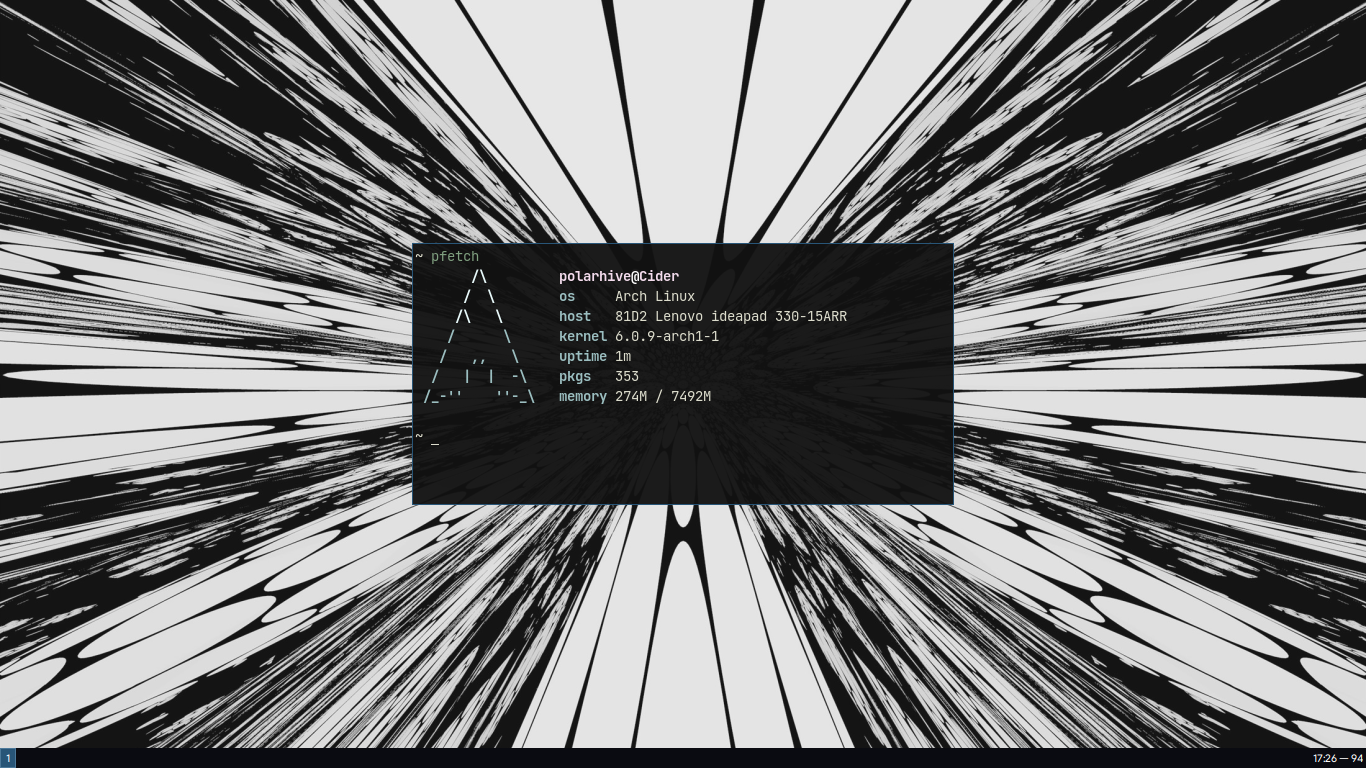 ~ pfetch
polarhive@Cider
os Arch Linux
host 81D2 Lenovo ideapad 330-15ARR
kernel 6.0.9-arch1-1
uptime 1m
pkgs 353
memory 274M / 7492M
~ _
1
17:26 — 94